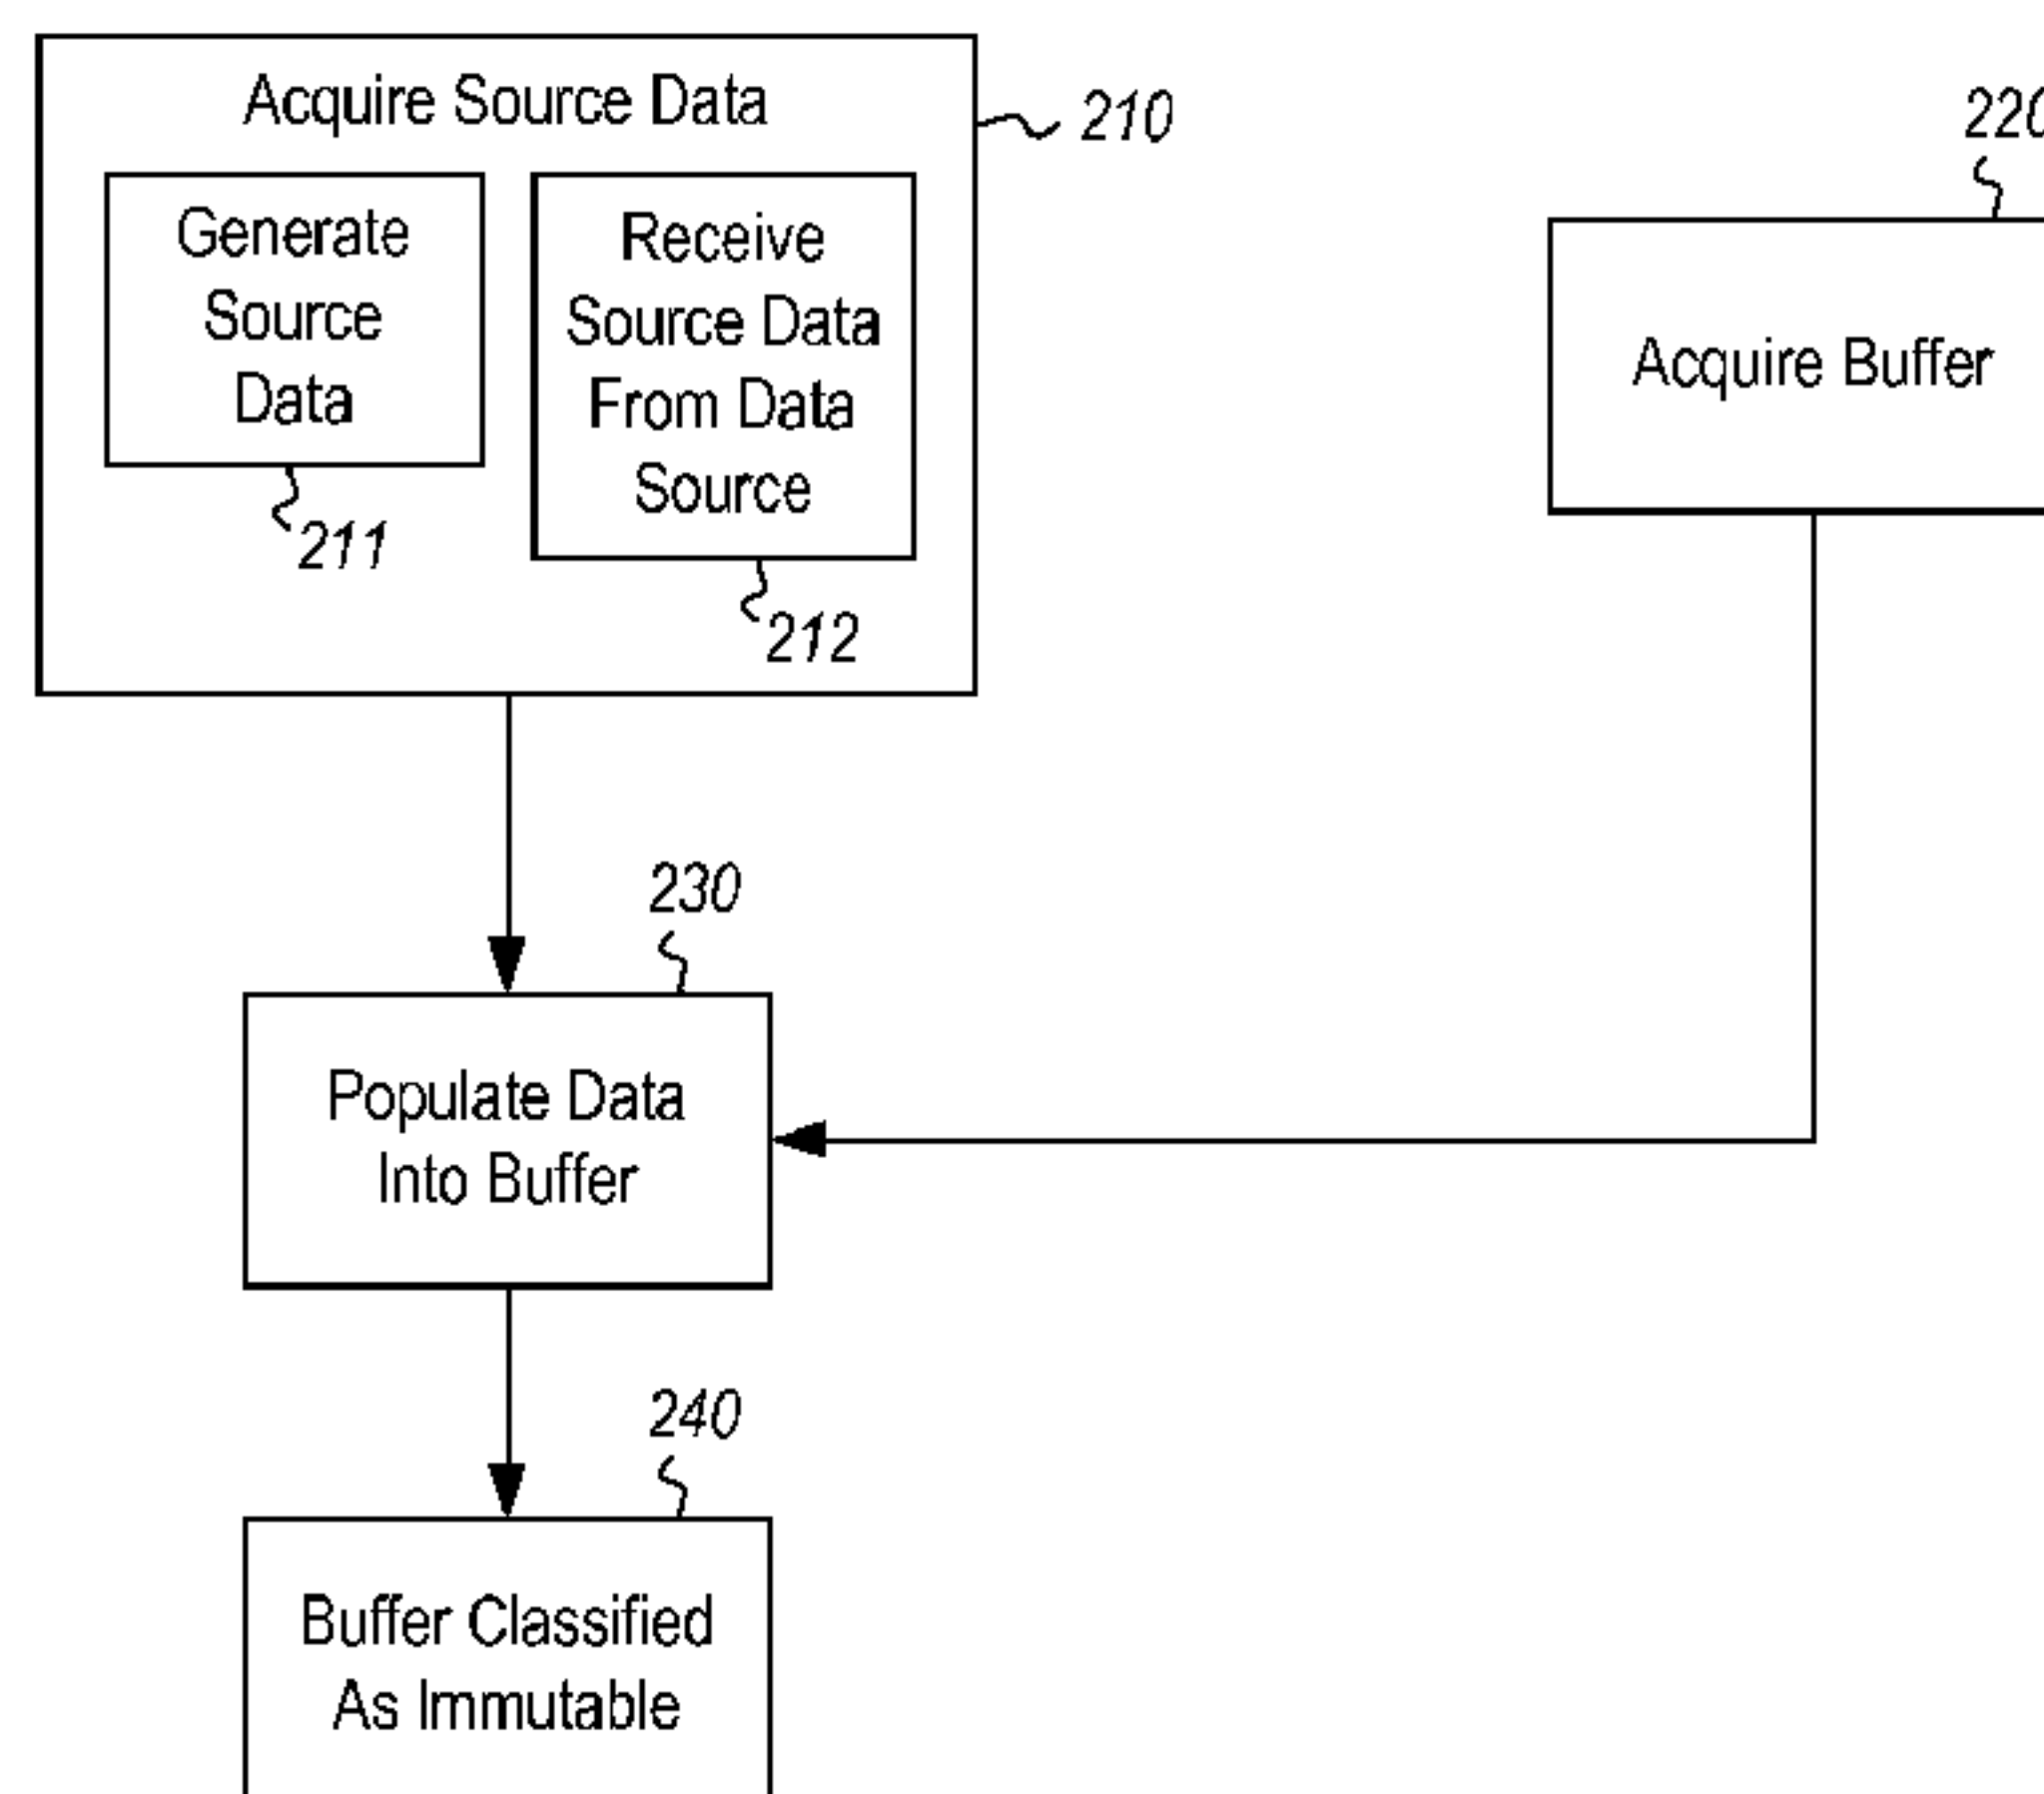 Acquire Source Data
210
Generate
Source
Data
211
Receive
Source Data
From Data
Source
212
220
Acquire Buffer
230
Populate Data
Into Buffer
240
Buffer Classified
As Immutable